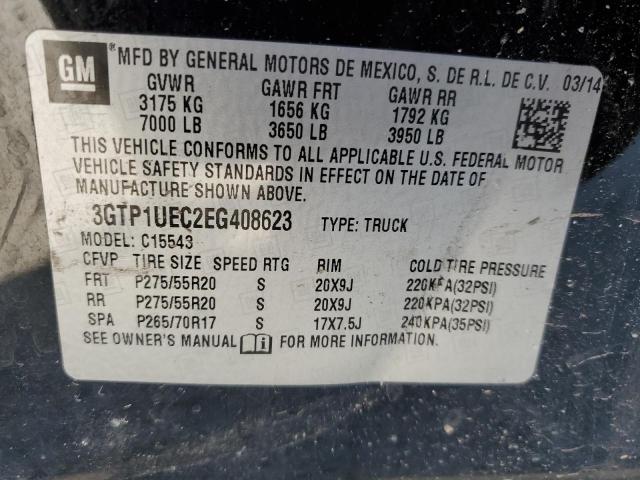 GM ® MFD BY GENERAL MOTORS DE MEXICO, S. DE R.L. DE C.V. 03/14
GVWR GAWR FRT GAWR RR
3175 KG 1656 KG 1792 KG
7000 LB 3650 LB 3950 LB
THIS VEHICLE CONFORMS TO ALL APPLICABLE U.S. FEDERAL MOTOR
VEHICLE SAFETY STANDARDS IN EFFECT ON THE DATE OF
MANUFACTURE SHOWN ABOVE.
3GTP1UEC2EG408623 TYPE: TRUCK
MODEL: C15543
CFVP TIRE SIZE SPEED RTG RIM COLD TIRE PRESSURE
FRT P275/55R20 S 20X9J 220KPA(32PSI)
RR P275/55R20 S 20X9J 220KPA(32PSI)
SPA P265/70R17 S 17X7.5J 240KPA(35PSI)
SEE OWNER'S MANUAL FOR MORE INFORMATION.